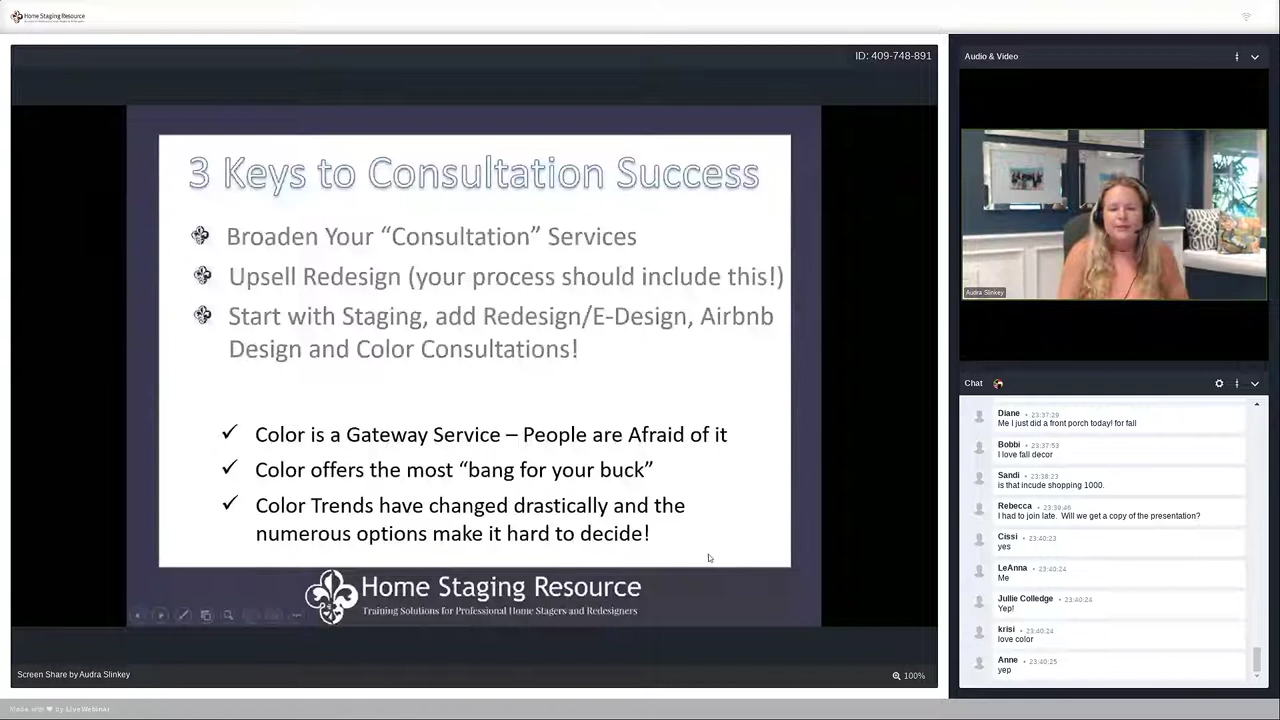 Home Staging Resource
ID: 409-748-891
3 Keys to Consultation Success
Broaden Your “Consultation” Services
Upsell Redesign (your process should include this!)
Start with Staging, add Redesign/E-Design, Airbnb
Design and Color Consultations!
✓ Color is a Gateway Service – People are Afraid of it
✓ Color offers the most “bang for your buck”
✓ Color Trends have changed drastically and the
numerous options make it hard to decide!
Home Staging Resource
Training Solutions for Professional Home Stagers and Redesigners
Screen Share by Audra Slinkey
100%
Audio & Video
Audra Slinkey
Chat
Diane • 23:37:29
Me I just did a front porch today! for fall
Bobbi • 23:37:53
I love fall decor
Sandi • 23:38:23
is that incude shopping 1000.
Rebecca • 23:39:46
I had to join late. Will we get a copy of the presentation?
Cissi • 23:40:23
yes
LeAnna • 23:40:24
Me
Jullie Colledge • 23:40:24
Yep!
krisi • 23:40:24
love color
Anne • 23:40:25
yep
Made with ♥ by LiveWebinar